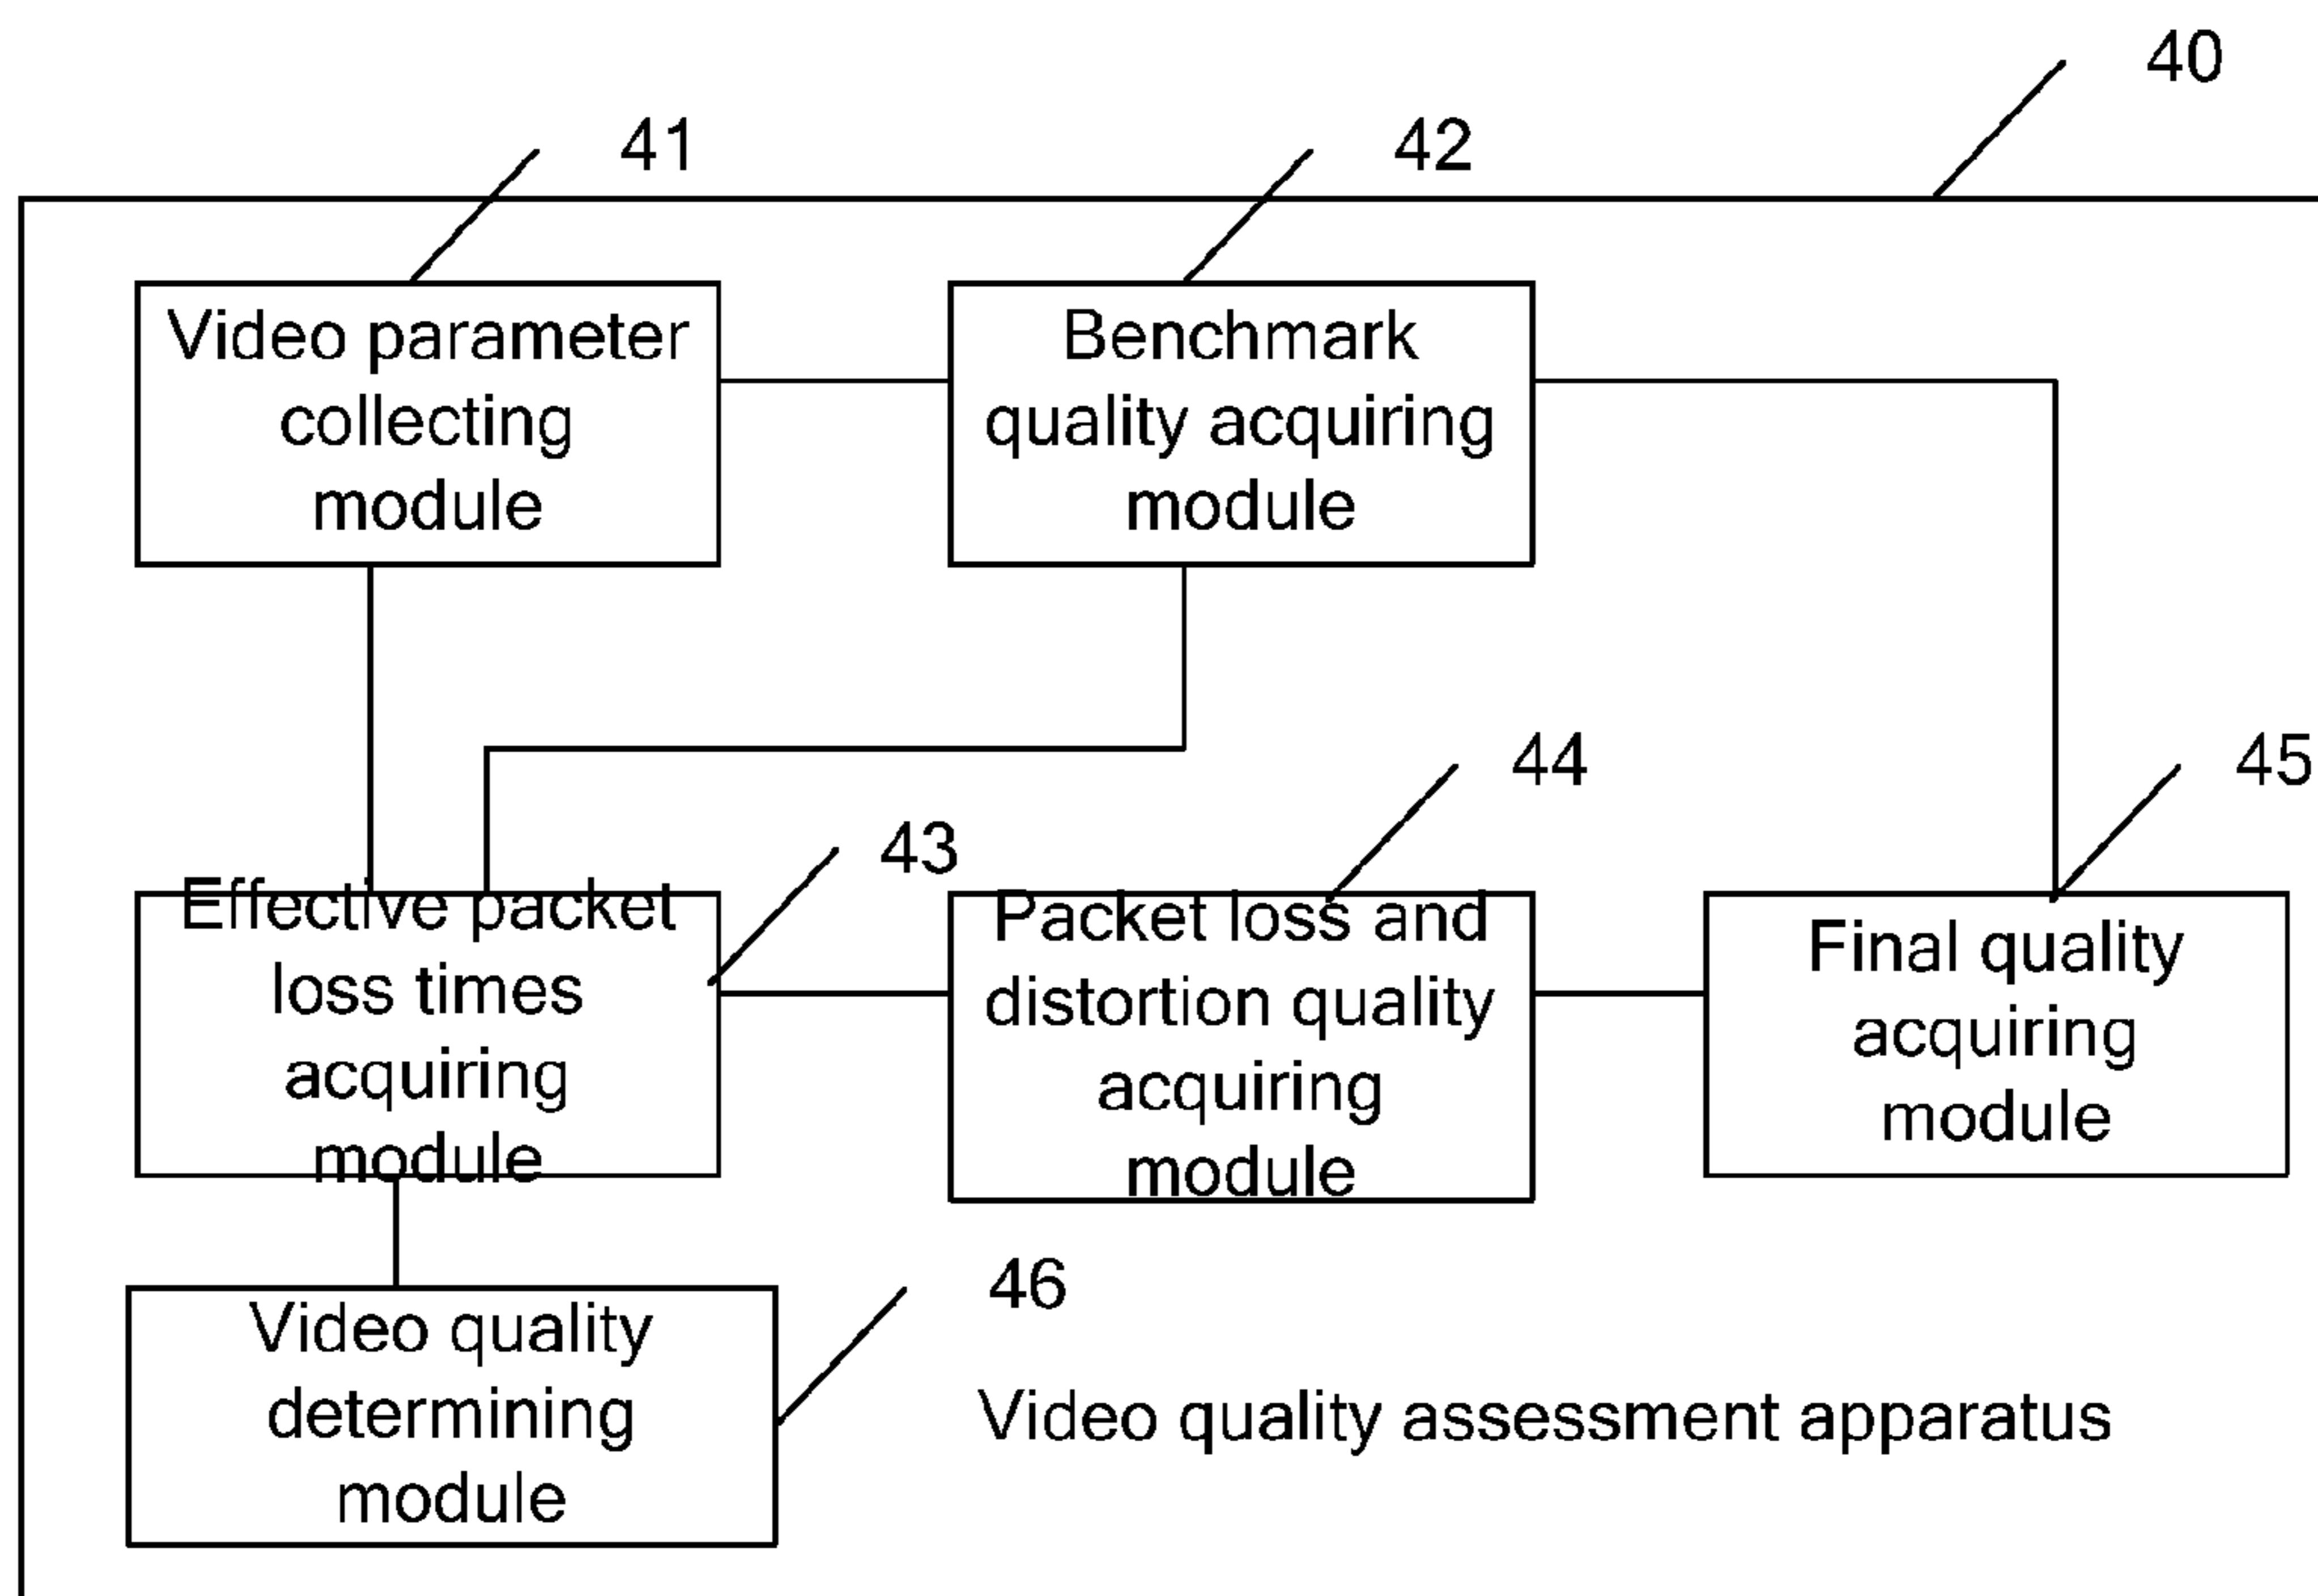 40
41
42
Video parameter
collecting
module
Benchmark
quality acquiring
module
43
44
45
Effective packet
loss times
acquiring
module
Packet loss and
distortion quality
acquiring
module
Final quality
acquiring
module
46
Video quality
determining
module
Video quality assessment apparatus